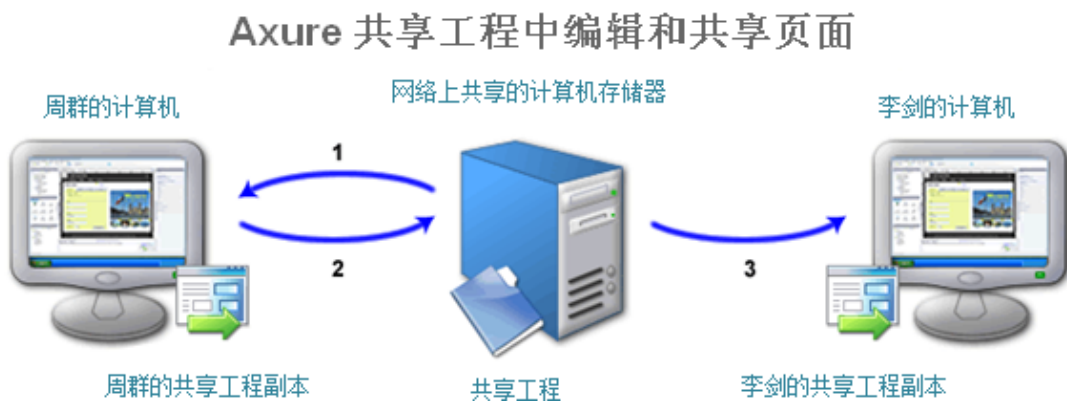 Axure 共享工程中编辑和共享页面
周群的计算机
网络上共享的计算机存储器
李剑的计算机
1
2
3
周群的共享工程副本
共享工程
李剑的共享工程副本